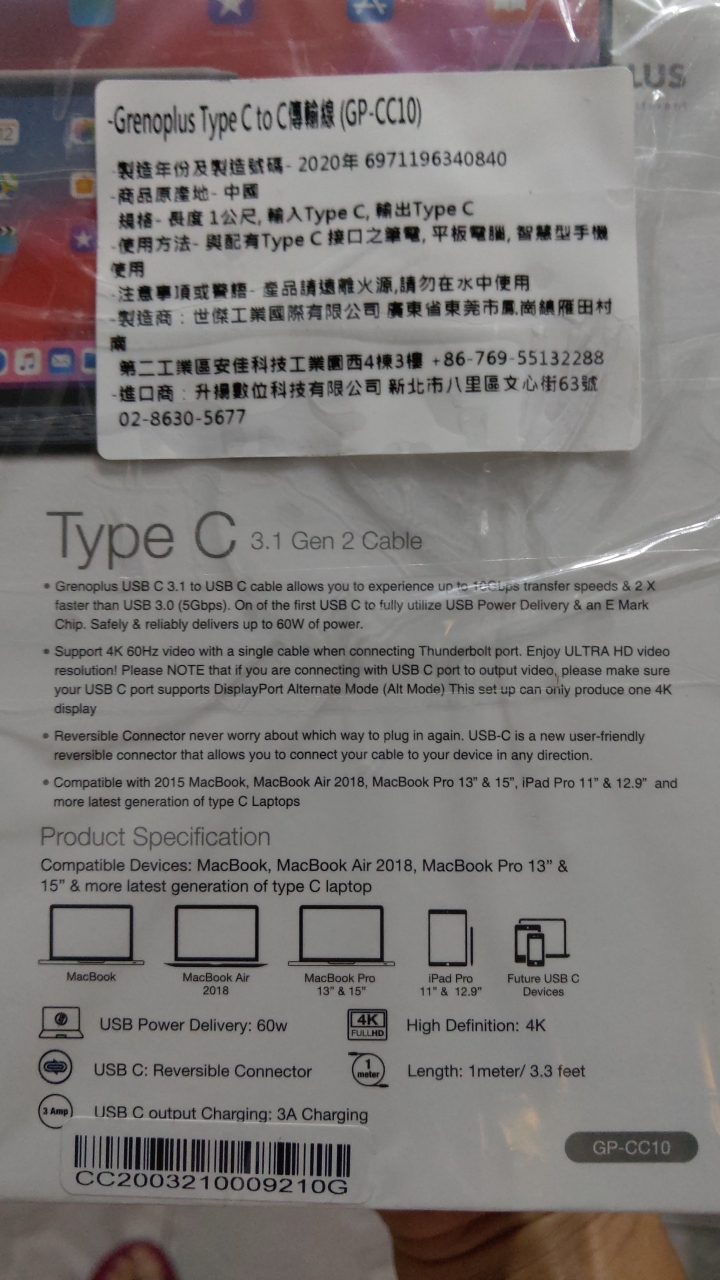 LUS
-Grenoplus Type C to C傳輸線 (GP-CC10)
-製造年份及製造號碼- 2020年 6971196340840
-商品原產地- 中國
規格- 長度 1公尺, 輸入Type C, 輸出Type C
-使用方法- 與配有Type C 接口之筆電, 平板電腦, 智慧型手機
使用
-注意事項或警語- 產品請遠離火源,請勿在水中使用
-製造商：世傑工業國際有限公司 廣東省東莞市鳳崗鎮雁田村
南
第二工業區安佳科技工業園西4棟3樓 +86-769-55132288
-進口商：升揚數位科技有限公司 新北市八里區文心街63號
02-8630-5677
Type C 3.1 Gen 2 Cable
• Grenoplus USB C 3.1 to USB C cable allows you to experience up to 10Gbps transfer speeds & 2 X
faster than USB 3.0 (5Gbps). On of the first USB C to fully utilize USB Power Delivery & an E Mark
Chip. Safely & reliably delivers up to 60W of power.
• Support 4K 60Hz video with a single cable when connecting Thunderbolt port. Enjoy ULTRA HD video
resolution! Please NOTE that if you are connecting with USB C port to output video, please make sure
your USB C port supports DisplayPort Alternate Mode (Alt Mode) This set up can only produce one 4K
display
• Reversible Connector never worry about which way to plug in again. USB-C is a new user-friendly
reversible connector that allows you to connect your cable to your device in any direction.
• Compatible with 2015 MacBook, MacBook Air 2018, MacBook Pro 13" & 15", iPad Pro 11" & 12.9" and
more latest generation of type C Laptops
Product Specification
Compatible Devices: MacBook, MacBook Air 2018, MacBook Pro 13" &
15" & more latest generation of type C laptop
MacBook
MacBook Air
2018
MacBook Pro
13" & 15"
iPad Pro
11" & 12.9"
Future USB C
Devices
USB Power Delivery: 60w
4K
FULLHD
High Definition: 4K
USB C: Reversible Connector
1
meter
Length: 1meter/ 3.3 feet
3 Amp
USB C output Charging: 3A Charging
CC2003210009210G
GP-CC10